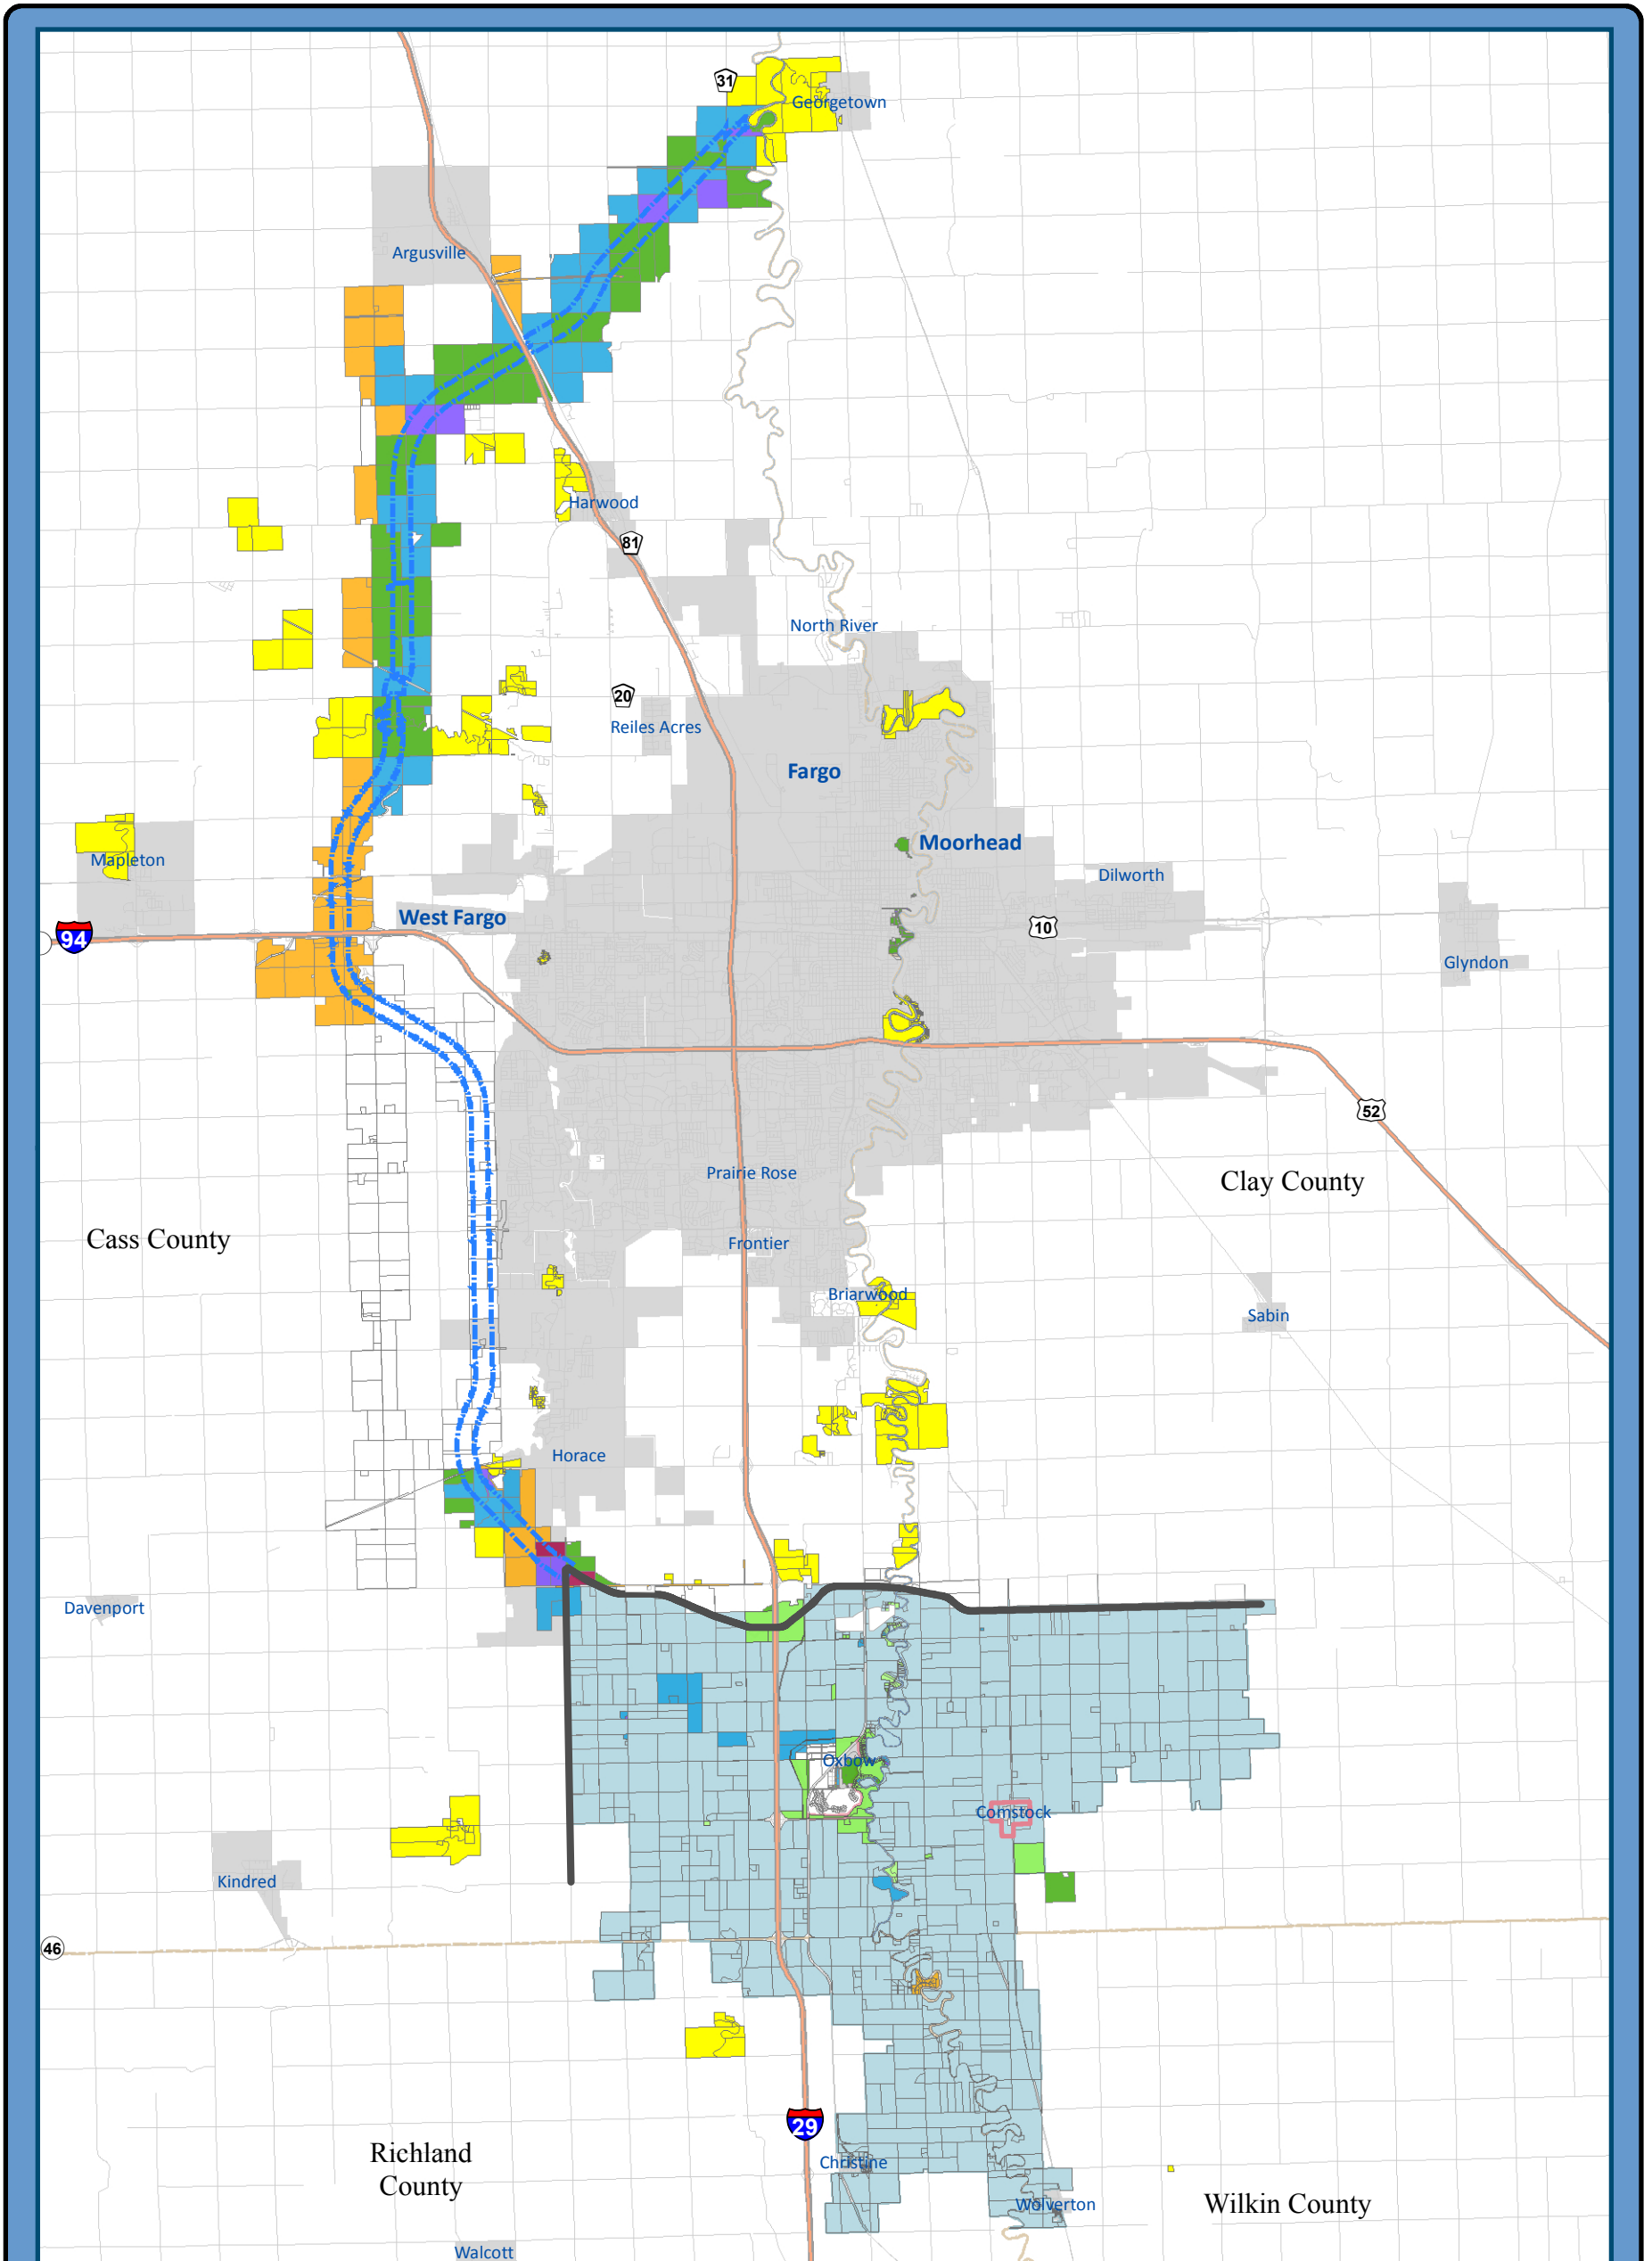 31
Georgetown
Argusville
Harwood
81
North River
20
Reiles Acres
Fargo
Moorhead
Mapleton
Dilworth
West Fargo
10
94
Glyndon
52
Prairie Rose
Clay County
Cass County
Frontier
Briarwood
Sabin
Horace
Davenport
Oxbow
Comstock
Kindred
46
29
Richland
County
Christine
Wolverton
Wilkin County
Walcott